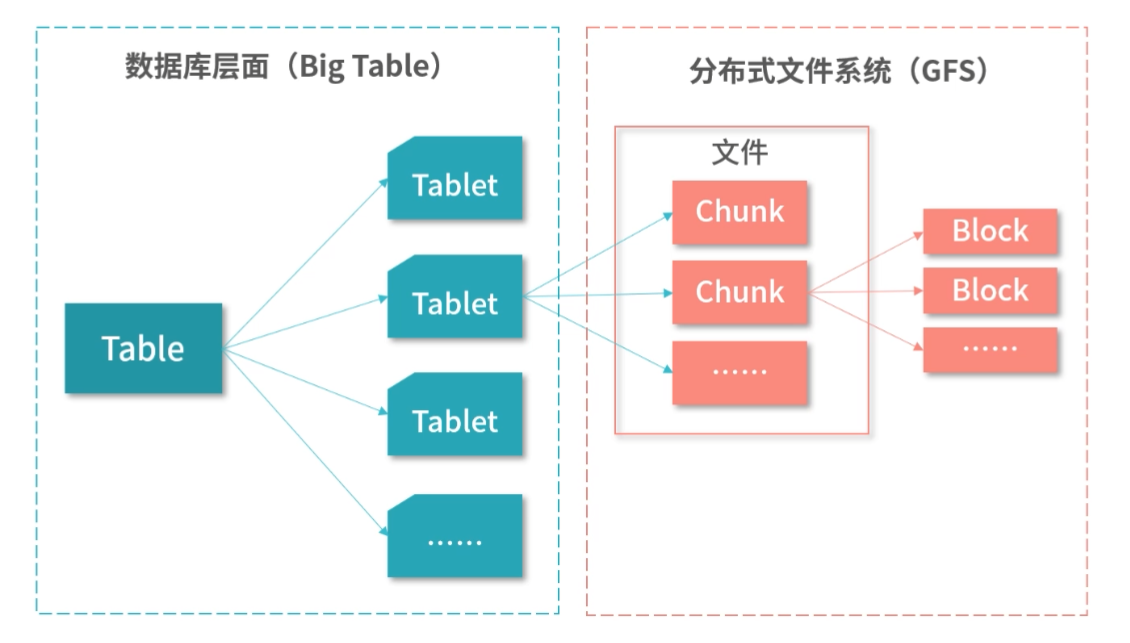 数据库层面（Big Table）
Table
Tablet
Tablet
Tablet
……
分布式文件系统（GFS）
文件
Chunk
Chunk
……
Block
Block
……